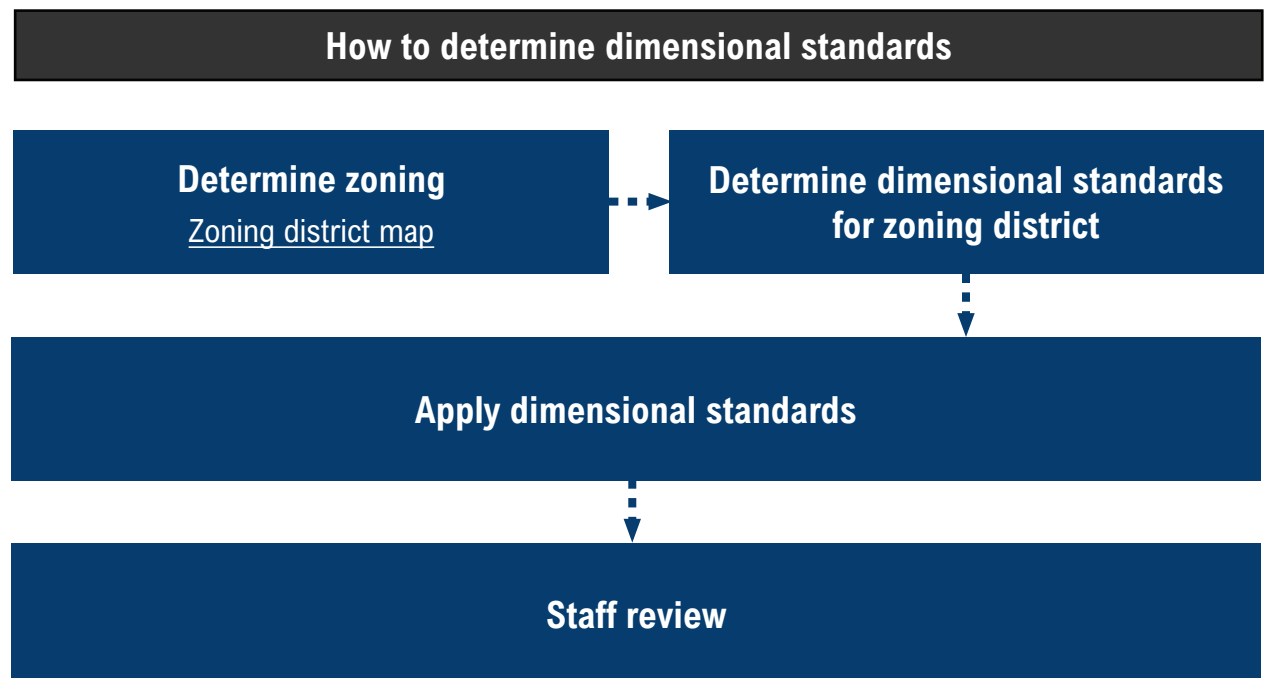 How to determine dimensional standards
Determine zoning
Zoning district map
Determine dimensional standards
for zoning district
Apply dimensional standards
Staff review